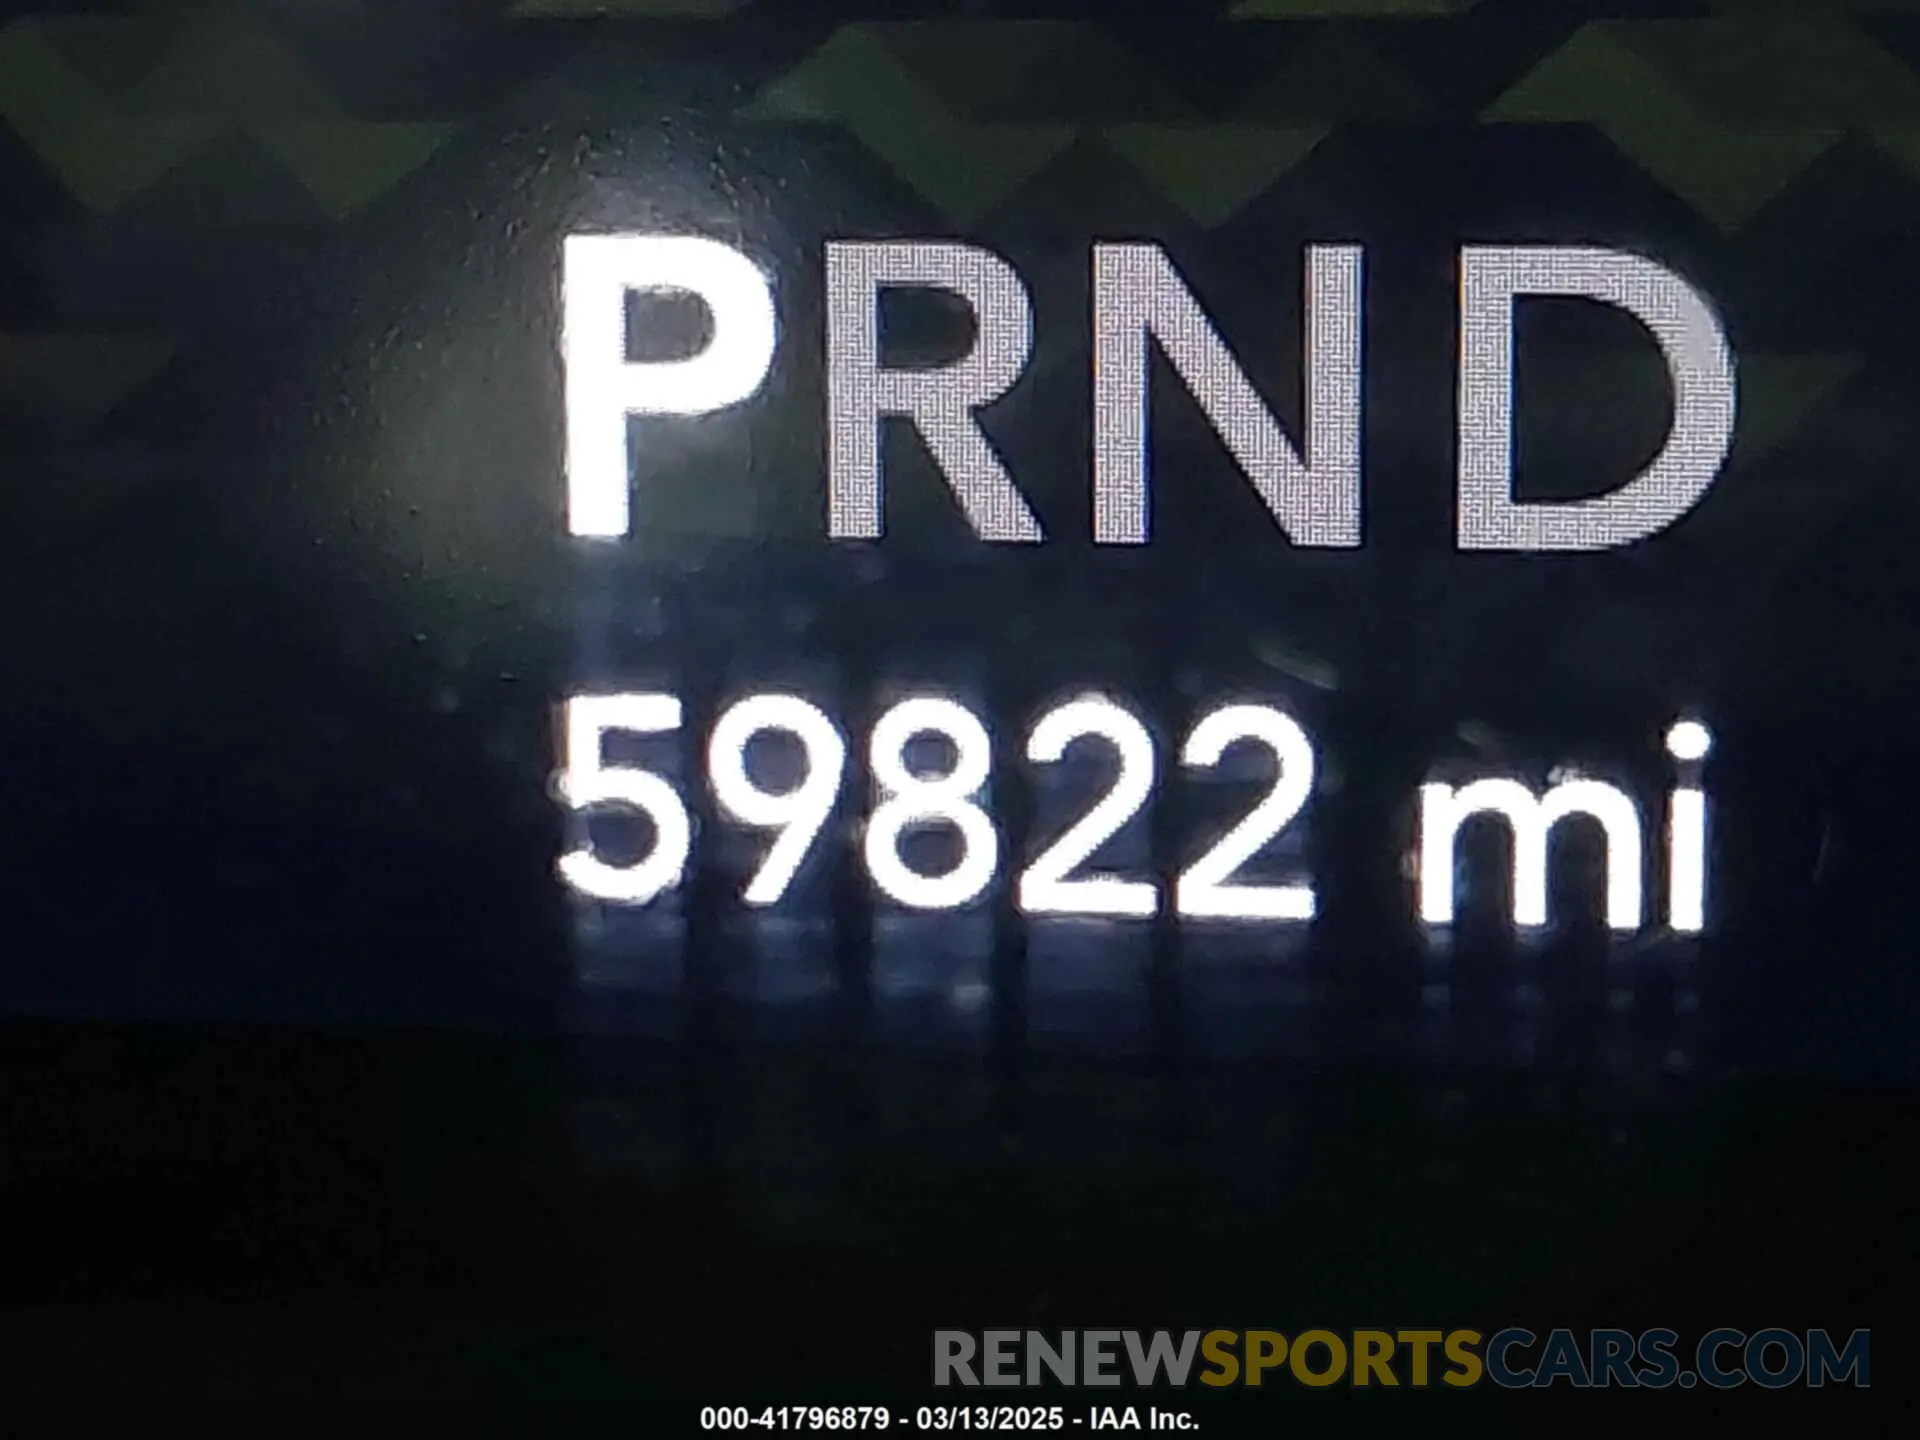 PRND
59822 mi
RENEWSPORTSCARS.COM
000-41796879 - 03/13/2025 - IAA Inc.